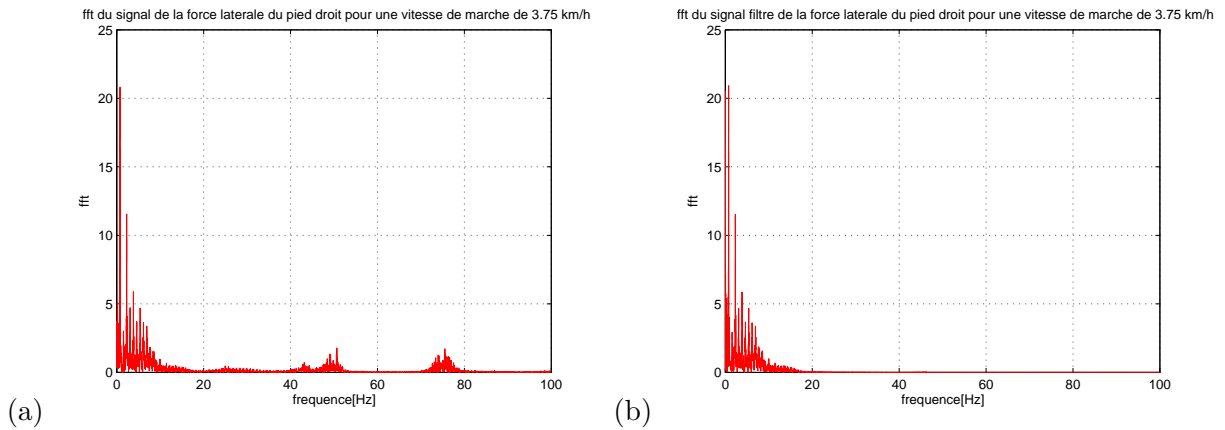 fft du signal de la force laterale du pied droit pour une vitesse de marche de 3.75 km/h
25
20
15
10
5
0
fft
0 20 40 60 80 100
frequence[Hz]
(a)
fft du signal filtre de la force laterale du pied droit pour une vitesse de marche de 3.75 km/h
25
20
15
10
5
0
fft
0 20 40 60 80 100
frequence[Hz]
(b)